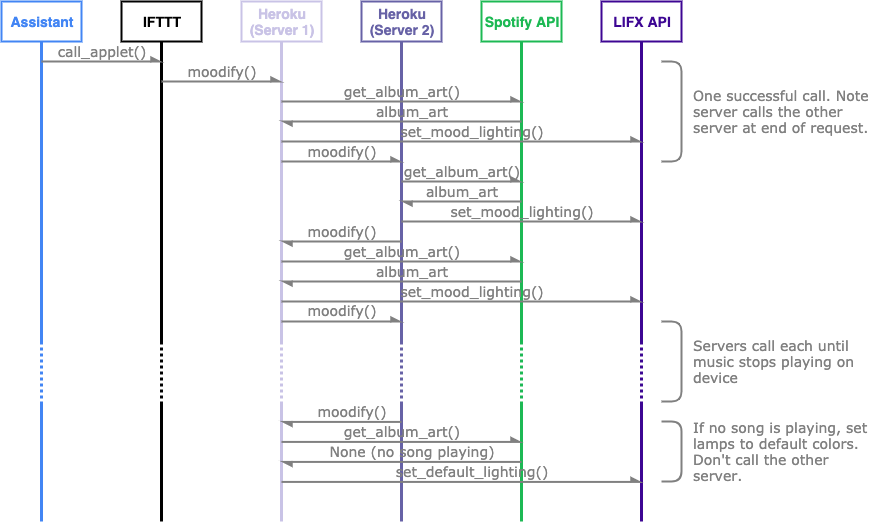 Assistant
IFTTT
Heroku
(Server 1)
Heroku
(Server 2)
Spotify API
LIFX API
call_applet()
moodify()
get_album_art()
album_art
set_mood_lighting()
moodify()
One successful call. Note
server calls the other
server at end of request.
get_album_art()
album_art
set_mood_lighting()
moodify()
get_album_art()
album_art
set_mood_lighting()
moodify()
Servers call each until
music stops playing on
device
moodify()
get_album_art()
None (no song playing)
set_default_lighting()
If no song is playing, set
lamps to default colors.
Don't call the other
server.